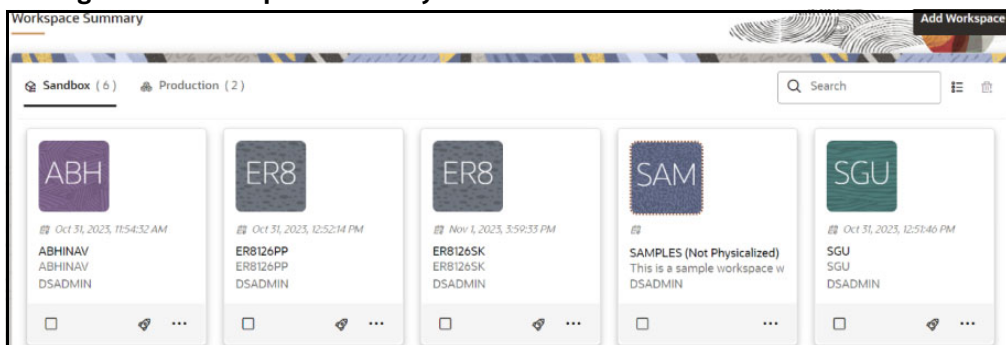 Workspace Summary
Add Workspace
Sandbox (6)
Production (2)
Search
ABH
Oct 31, 2023, 11:54:32 AM
ABHINAV
ABHINAV
DSADMIN
ER8
Oct 31, 2023, 12:52:14 PM
ER8126PP
ER8126PP
DSADMIN
ER8
Nov 1, 2023, 3:59:33 PM
ER8126SK
ER8126SK
DSADMIN
SAM
SAMPLES (Not Physicalized)
This is a sample workspace w
DSADMIN
SGU
Oct 31, 2023, 12:51:46 PM
SGU
SGU
DSADMIN